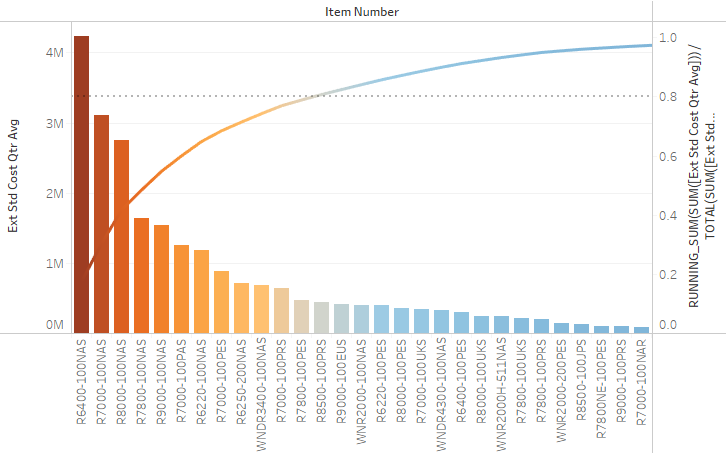 Item Number
Ext Std Cost Qtr Avg
4M
3M
2M
1M
0M
1.0
0.8
0.6
0.4
0.2
0.0
RUNNING_SUM(SUM([Ext Std Cost Qtr Avg])) /
TOTAL(SUM([Ext Std...
R6400-100NAS
R7000-100NAS
R8000-100NAS
R7800-100NAS
R9000-100NAS
R7000-100PAS
R6220-100NAS
R7000-100PES
R6250-200NAS
WNDR3400-100NAS
R7000-100PRS
R7800-100PES
R8500-100PRS
R9000-100EUS
WNR2000-100NAS
R6220-100PES
R8000-100PES
R7000-100UKS
WNDR4300-100NAS
R6400-100PES
R8000-100UKS
WNR2000H-511NAS
R7800-100UKS
R7800-100PRS
WNR2000-200PES
R8500-100JPS
R7800NE-100PES
R9000-100PRS
R7000-100NAR